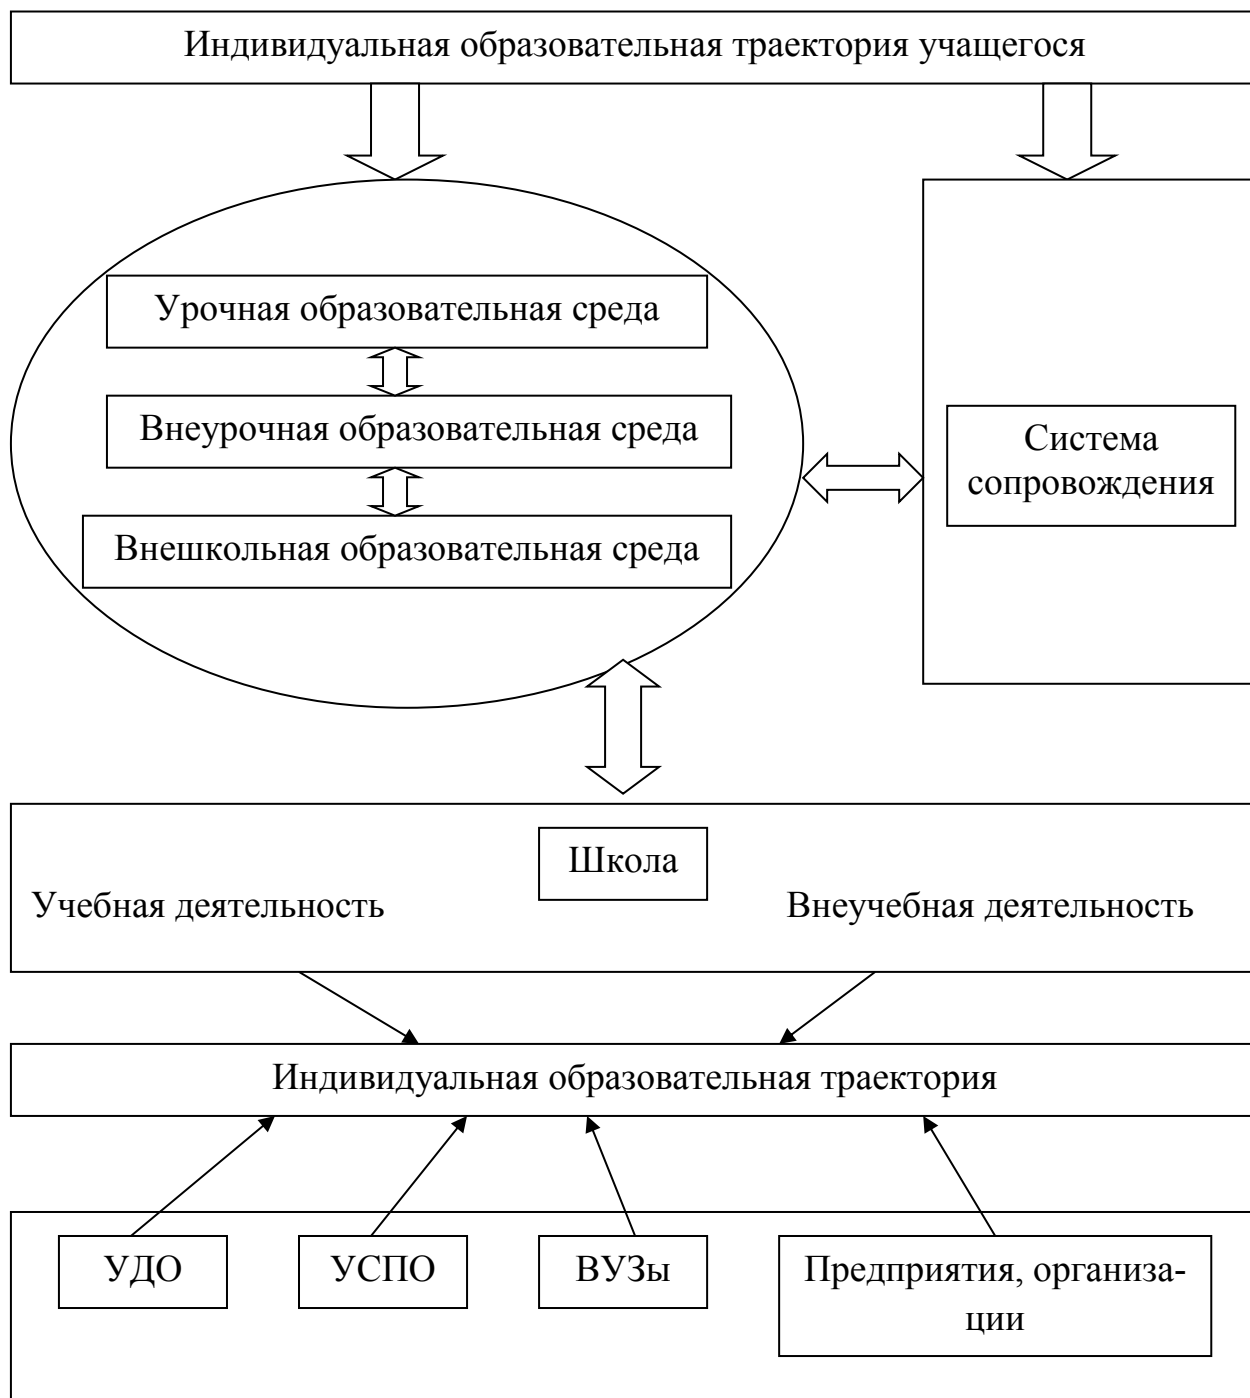 Индивидуальная образовательная траектория учащегося
Урочная образовательная среда
Внеурочная образовательная среда
Внешкольная образовательная среда
Система
сопровождения
Школа
Учебная деятельность
Внеучебная деятельность
Индивидуальная образовательная траектория
УДО
УСПО
ВУЗы
Предприятия, организа-
ции